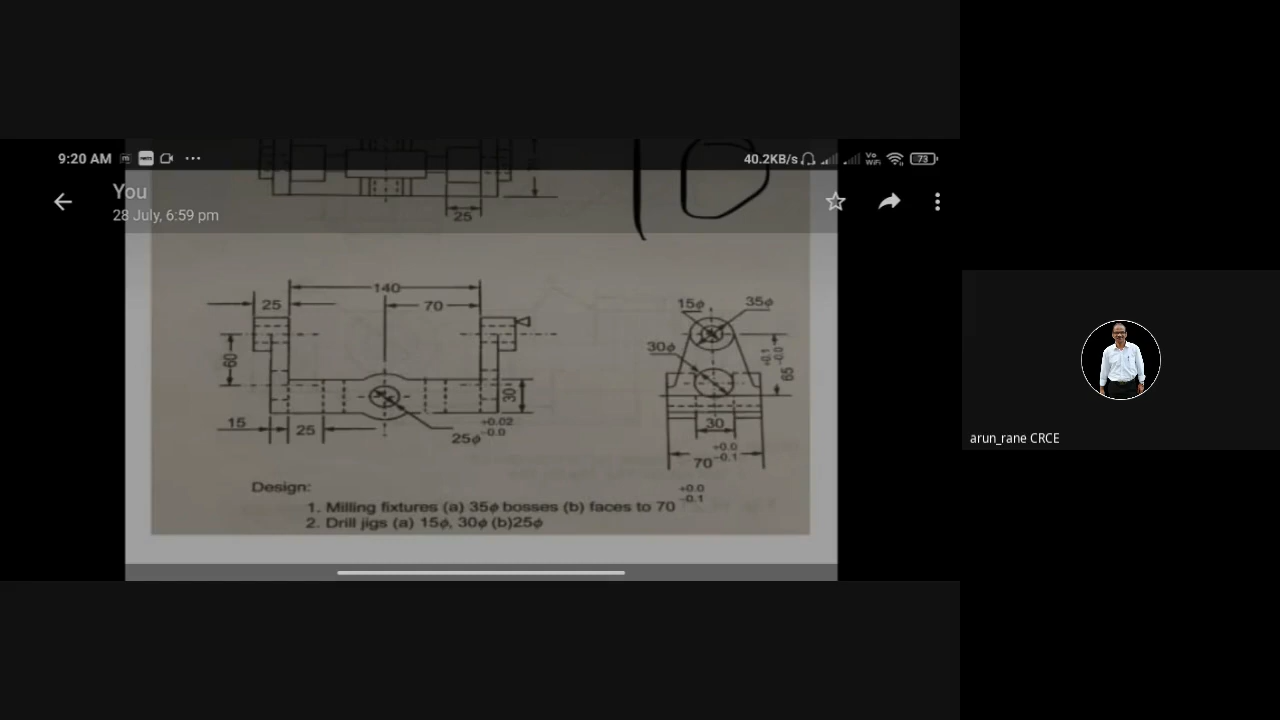 9:20 AM
40.2KB/s
Vo
WiFi
73
You
28 July, 6:59 pm
25
140
25
70
60
30
15
25
25ϕ +0.02
-0.0
15ϕ
35ϕ
30ϕ
+0.1
-0.0
65
30
70 +0.0
-0.1
Design:
+0.0
-0.1
1. Milling fixtures (a) 35ϕ bosses (b) faces to 70
2. Drill jigs (a) 15ϕ, 30ϕ (b)25ϕ
arun_rane CRCE